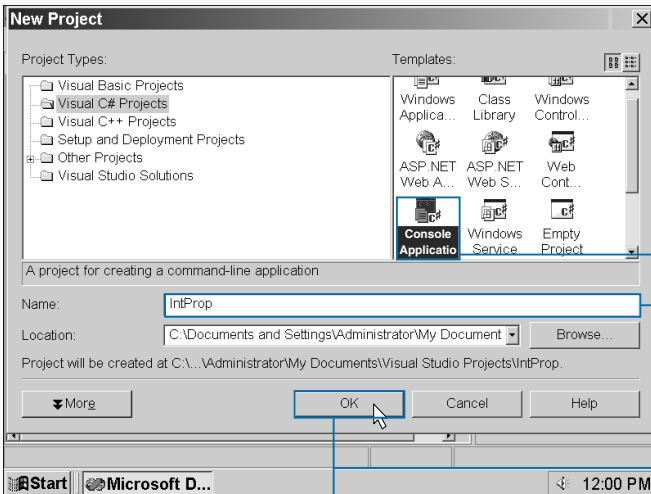 New Project
Project Types:
Templates:
Visual Basic Projects
Visual C# Projects
Visual C++ Projects
Setup and Deployment Projects
Other Projects
Visual Studio Solutions
Windows Applica...
Class Library
Windows Control...
ASP.NET Web A...
ASP.NET Web S...
Web Cont...
Console Applicatio
Windows Service
Empty Project
A project for creating a command-line application
Name:
IntProp
Location:
C:\Documents and Settings\Administrator\My Document
Browse...
Project will be created at C:\...\Administrator\My Documents\Visual Studio Projects\IntProp.
More
OK
Cancel
Help
Start
Microsoft D...
12:00 PM